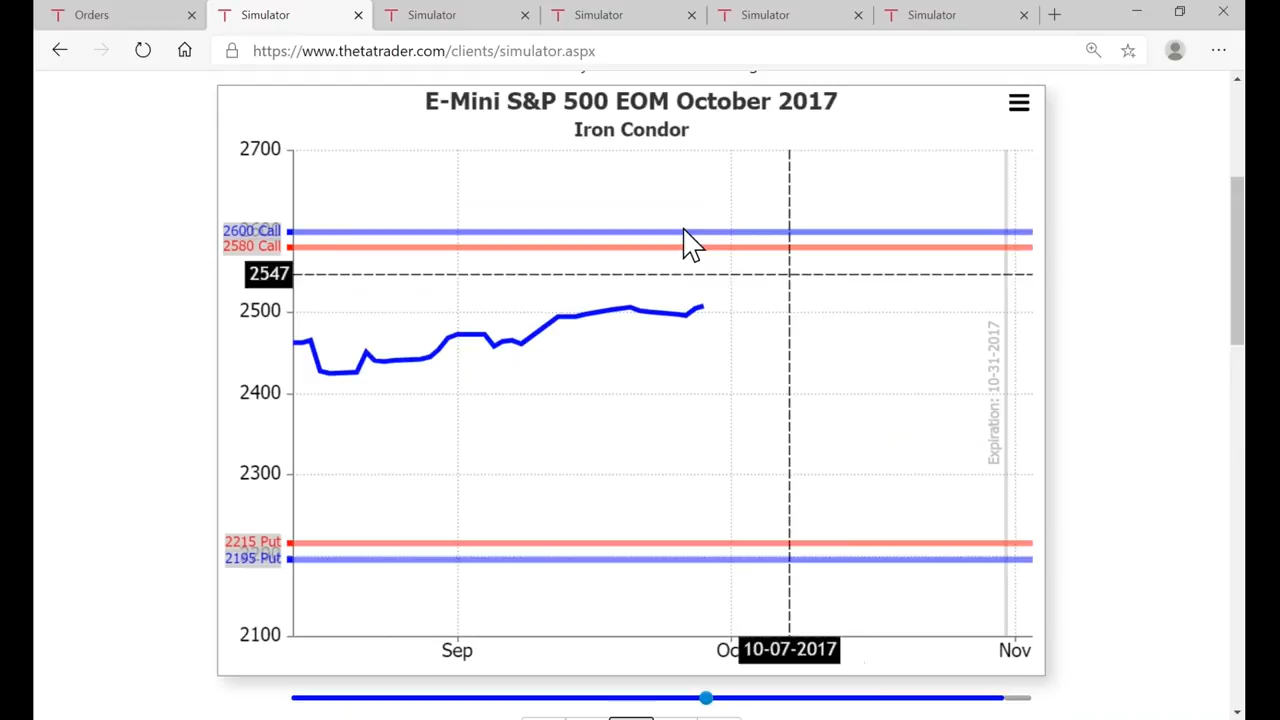 Orders
Simulator
Simulator
Simulator
Simulator
Simulator
https://www.thetatrader.com/clients/simulator.aspx
E-Mini S&P 500 EOM October 2017
Iron Condor
2700
2600 Call
2580 Call
2547
2500
2400
2300
2215 Put
2195 Put
2100
Expiration: 10-31-2017
Sep
Oc
10-07-2017
Nov